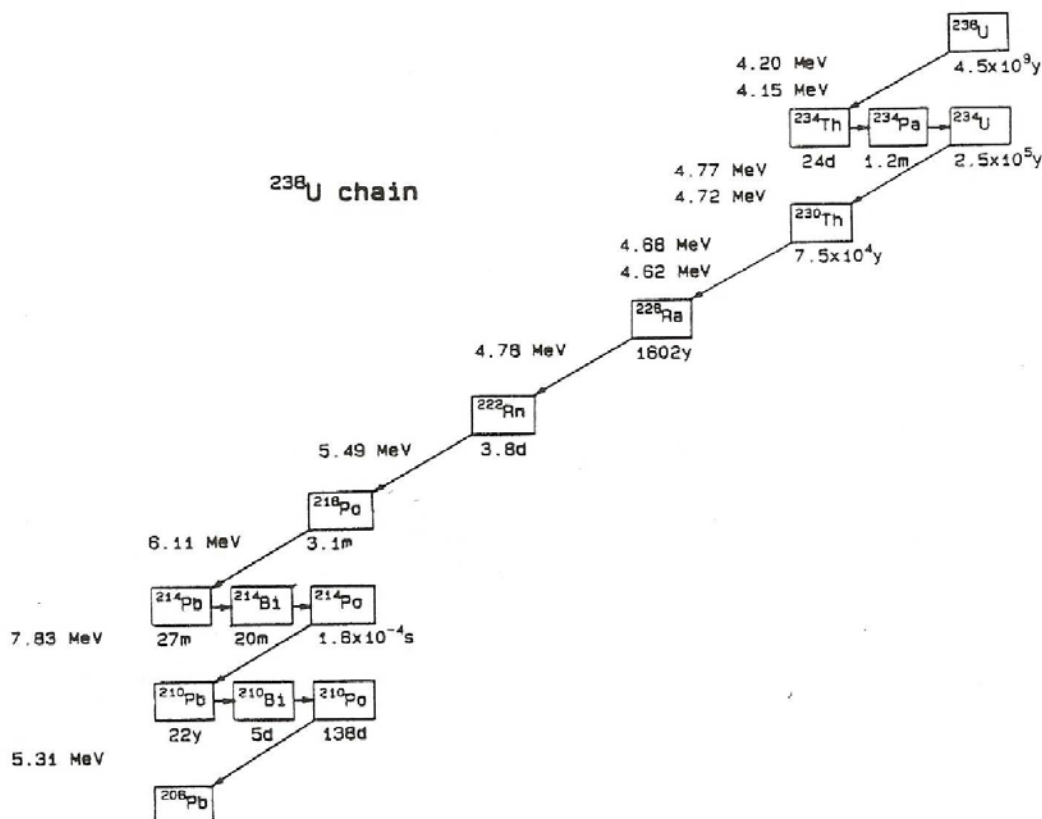 ²³⁸U
4.20 MeV
4.5x10⁹y
4.15 MeV
²³⁴Th ²³⁴Pa ²³⁴U
24d 1.2m 2.5x10⁵y
4.77 MeV
²³⁸U chain
4.72 MeV
²³⁰Th
4.68 MeV
7.5x10⁴y
4.62 MeV
²²⁶Ra
4.78 MeV
1602y
²²²Rn
5.49 MeV
3.8d
²¹⁸Po
6.11 MeV
3.1m
²¹⁴Pb ²¹⁴Bi ²¹⁴Po
7.83 MeV
27m 20m 1.6x10⁻⁴s
²¹⁰Pb ²¹⁰Bi ²¹⁰Po
22y 5d 138d
5.31 MeV
²⁰⁶Pb